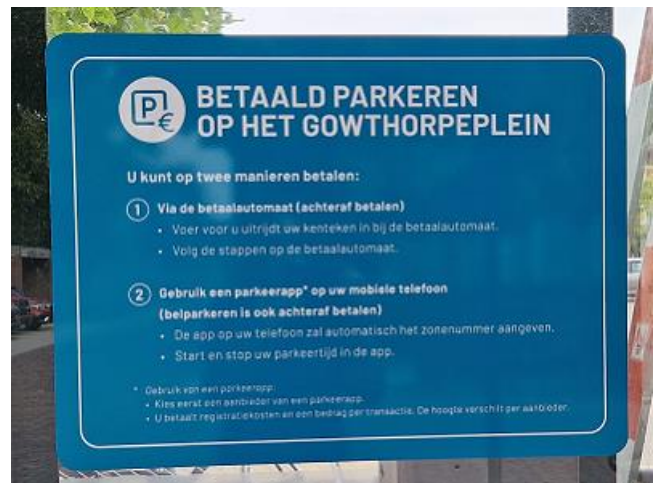 P€
BETAALD PARKEREN
OP HET GOWTHORPEPLEIN
U kunt op twee manieren betalen:
1 Via de betaalautomaat (achteraf betalen)
• Voer voor u uitrijdt uw kenteken in bij de betaalautomaat.
• Volg de stappen op de betaalautomaat.
2 Gebruik een parkeerapp* op uw mobiele telefoon
(belparkeren is ook achteraf betalen)
• De app op uw telefoon zal automatisch het zonenummer aangeven.
• Start en stop uw parkeertijd in de app.
* Gebruik van een parkeerapp:
• Kies eerst een aanbieder van een parkeerapp.
• U betaalt registratiekosten en een bedrag per transactie. De hoogte verschilt per aanbieder.